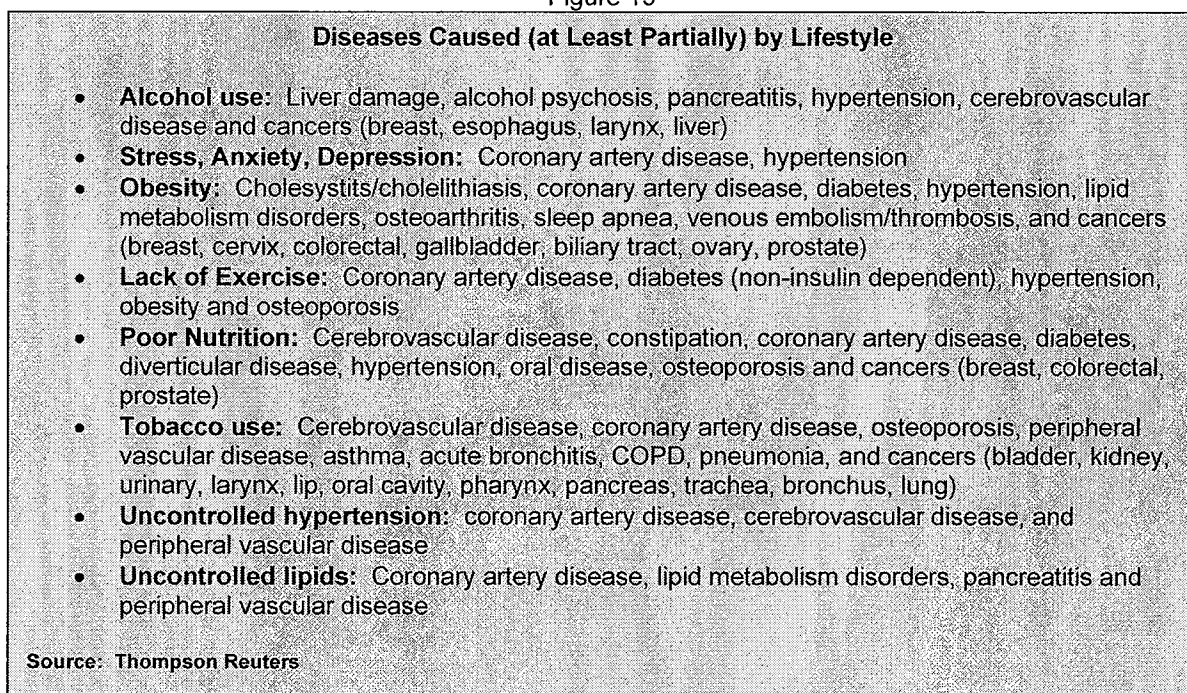 Diseases Caused (at Least Partially) by Lifestyle
• Alcohol use: Liver damage, alcohol psychosis, pancreatitis, hypertension, cerebrovascular
disease and cancers (breast, esophagus, larynx, liver)
• Stress, Anxiety, Depression: Coronary artery disease, hypertension
• Obesity: Cholesystits/cholelithiasis, coronary artery disease, diabetes, hypertension, lipid
metabolism disorders, osteoarthritis, sleep apnea, venous embolism/thrombosis, and cancers
(breast, cervix, colorectal, gallbladder, biliary tract, ovary, prostate)
• Lack of Exercise: Coronary artery disease, diabetes (non-insulin dependent), hypertension,
obesity and osteoporosis
• Poor Nutrition: Cerebrovascular disease, constipation, coronary artery disease, diabetes,
diverticular disease, hypertension, oral disease, osteoporosis and cancers (breast, colorectal,
prostate)
• Tobacco use: Cerebrovascular disease, coronary artery disease, osteoporosis, peripheral
vascular disease, asthma, acute bronchitis, COPD, pneumonia, and cancers (bladder, kidney,
urinary, larynx, lip, oral cavity, pharynx, pancreas, trachea, bronchus, lung)
• Uncontrolled hypertension: coronary artery disease, cerebrovascular disease, and
peripheral vascular disease
• Uncontrolled lipids: Coronary artery disease, lipid metabolism disorders, pancreatitis and
peripheral vascular disease
Source: Thompson Reuters